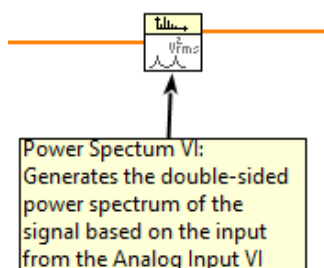 V²rms
Power Spectum VI:
Generates the double-sided
power spectrum of the
signal based on the input
from the Analog Input VI